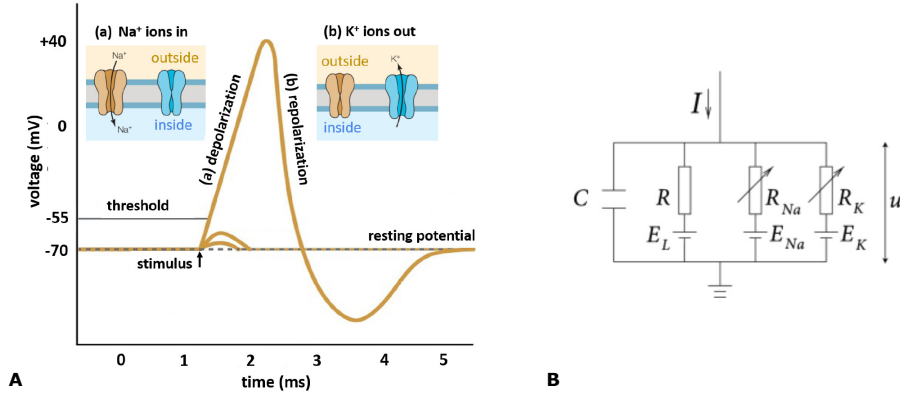 (a) Na⁺ ions in
(b) K⁺ ions out
+40
Na⁺
outside
inside
Na⁺
outside
K⁺
inside
(a) depolarization
(b) repolarization
voltage (mV)
0
threshold
-55
-70
resting potential
stimulus
0 1 2 3 4 5
time (ms)
A
I
C
R
R_Na
R_K
u
E_L
E_Na
E_K
B